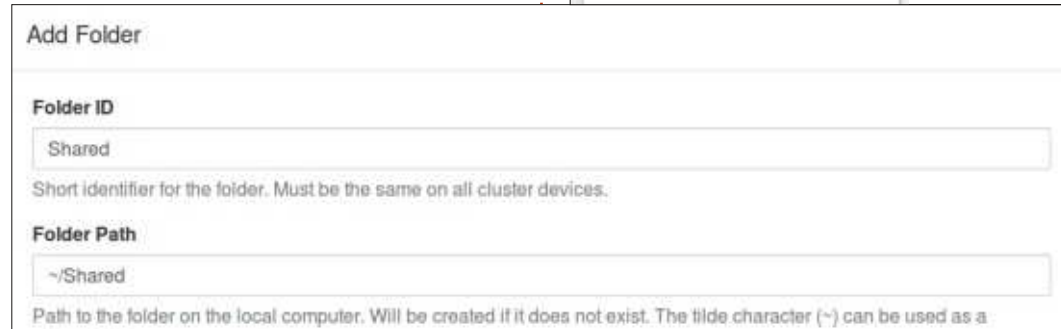 Add Folder
Folder ID
Shared
Short identifier for the folder. Must be the same on all cluster devices.
Folder Path
~/Shared
Path to the folder on the local computer. Will be created if it does not exist. The tilde character (~) can be used as a